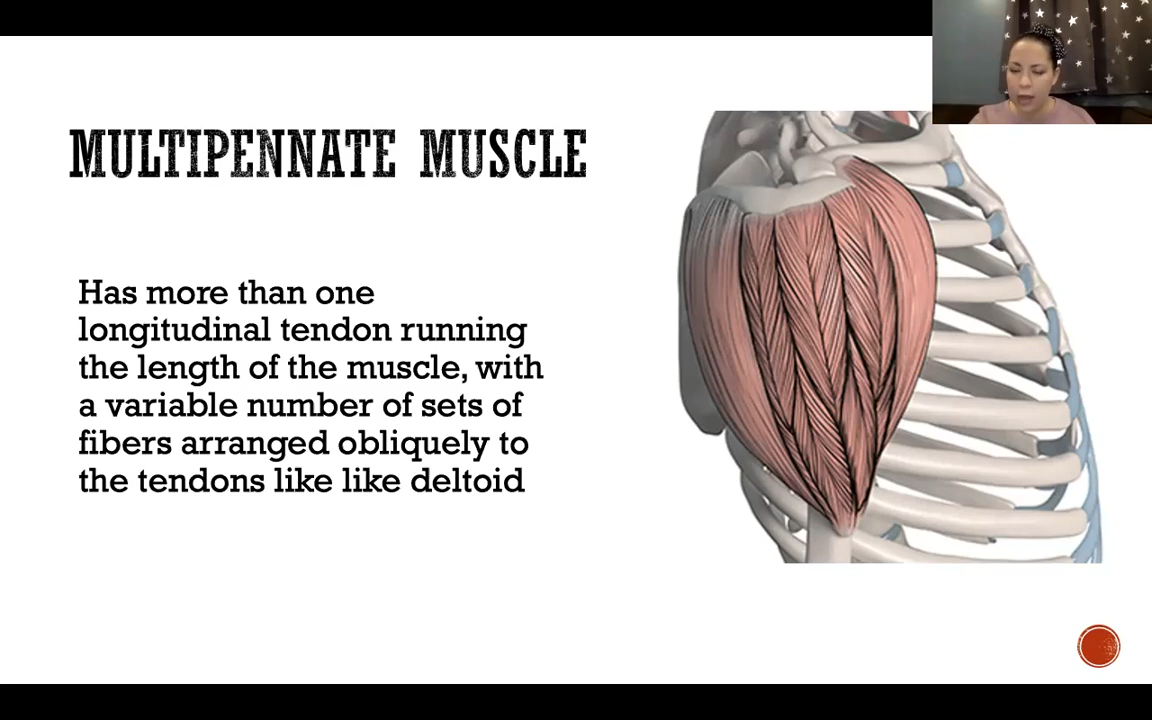 MULTIPENNATE MUSCLE
Has more than one
longitudinal tendon running
the length of the muscle, with
a variable number of sets of
fibers arranged obliquely to
the tendons like like deltoid